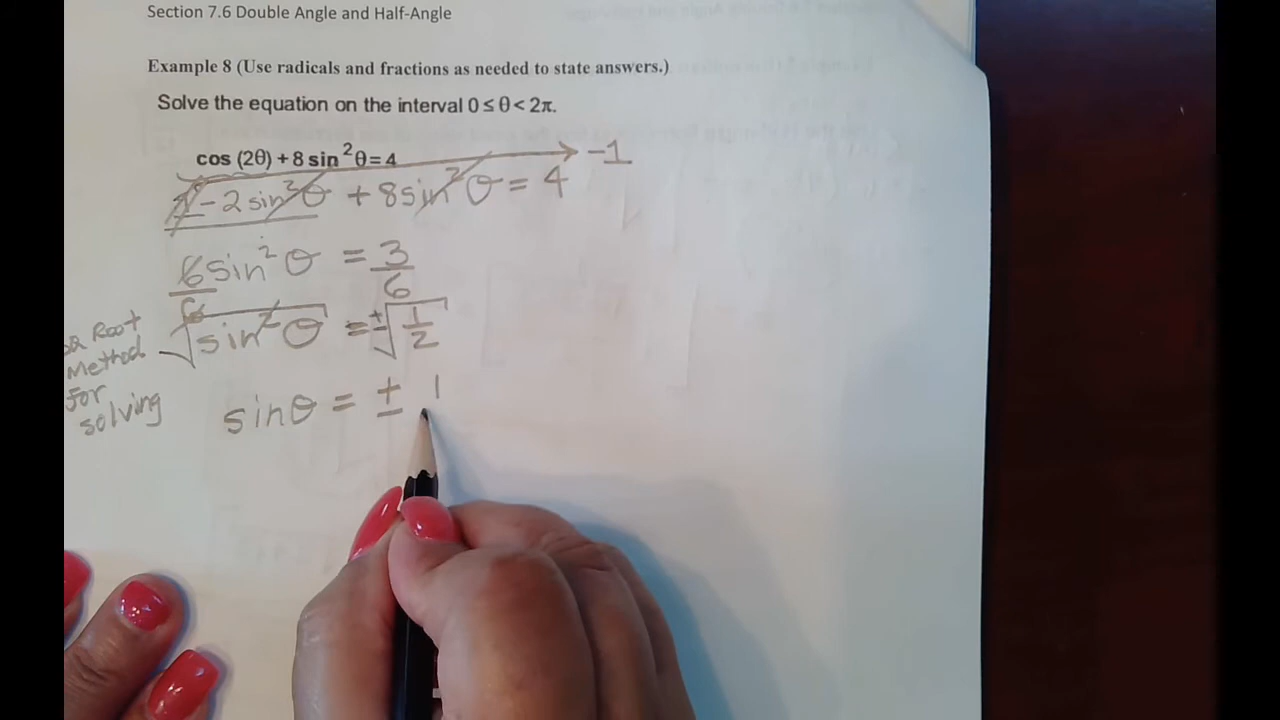 Section 7.6 Double Angle and Half-Angle
Example 8 (Use radicals and fractions as needed to state answers.)
Solve the equation on the interval 0 ≤ θ < 2π.
cos (2θ) + 8 sin ²θ = 4
-1
1 - 2 sin²θ + 8 sin²θ = 4
6 sin²θ = 3
6 6
√sin²θ = ±√1/2
Root
Method
for
solving
sinθ = ± 1